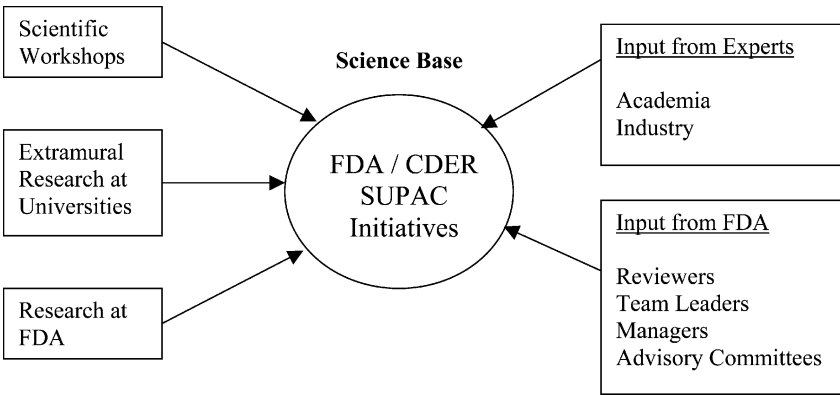 Scientific
Workshops
Extramural
Research at
Universities
Research at
FDA
Science Base
FDA / CDER
SUPAC
Initiatives
Input from Experts
Academia
Industry
Input from FDA
Reviewers
Team Leaders
Managers
Advisory Committees